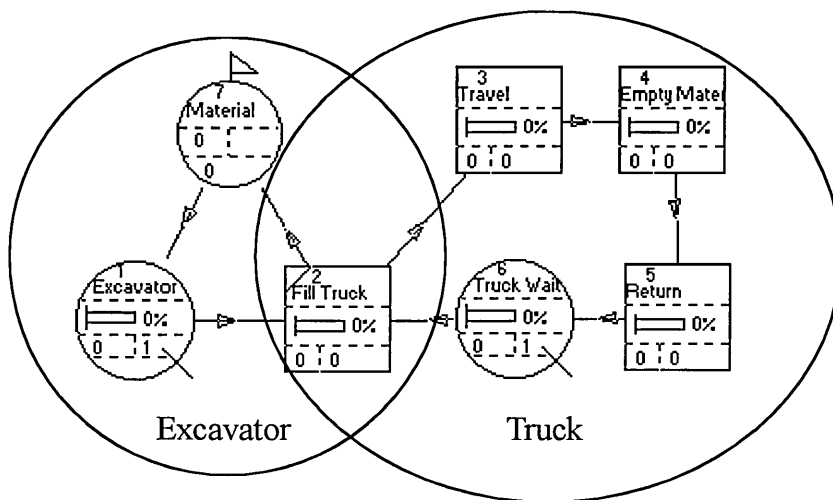 7
Material
0
0
3
Travel
0%
0 0
4
Empty Mater
0%
0 0
1
Excavator
0%
0 1
2
Fill Truck
0%
0 0
6
Truck Wait
0%
0 1
5
Return
0%
0 0
Excavator
Truck